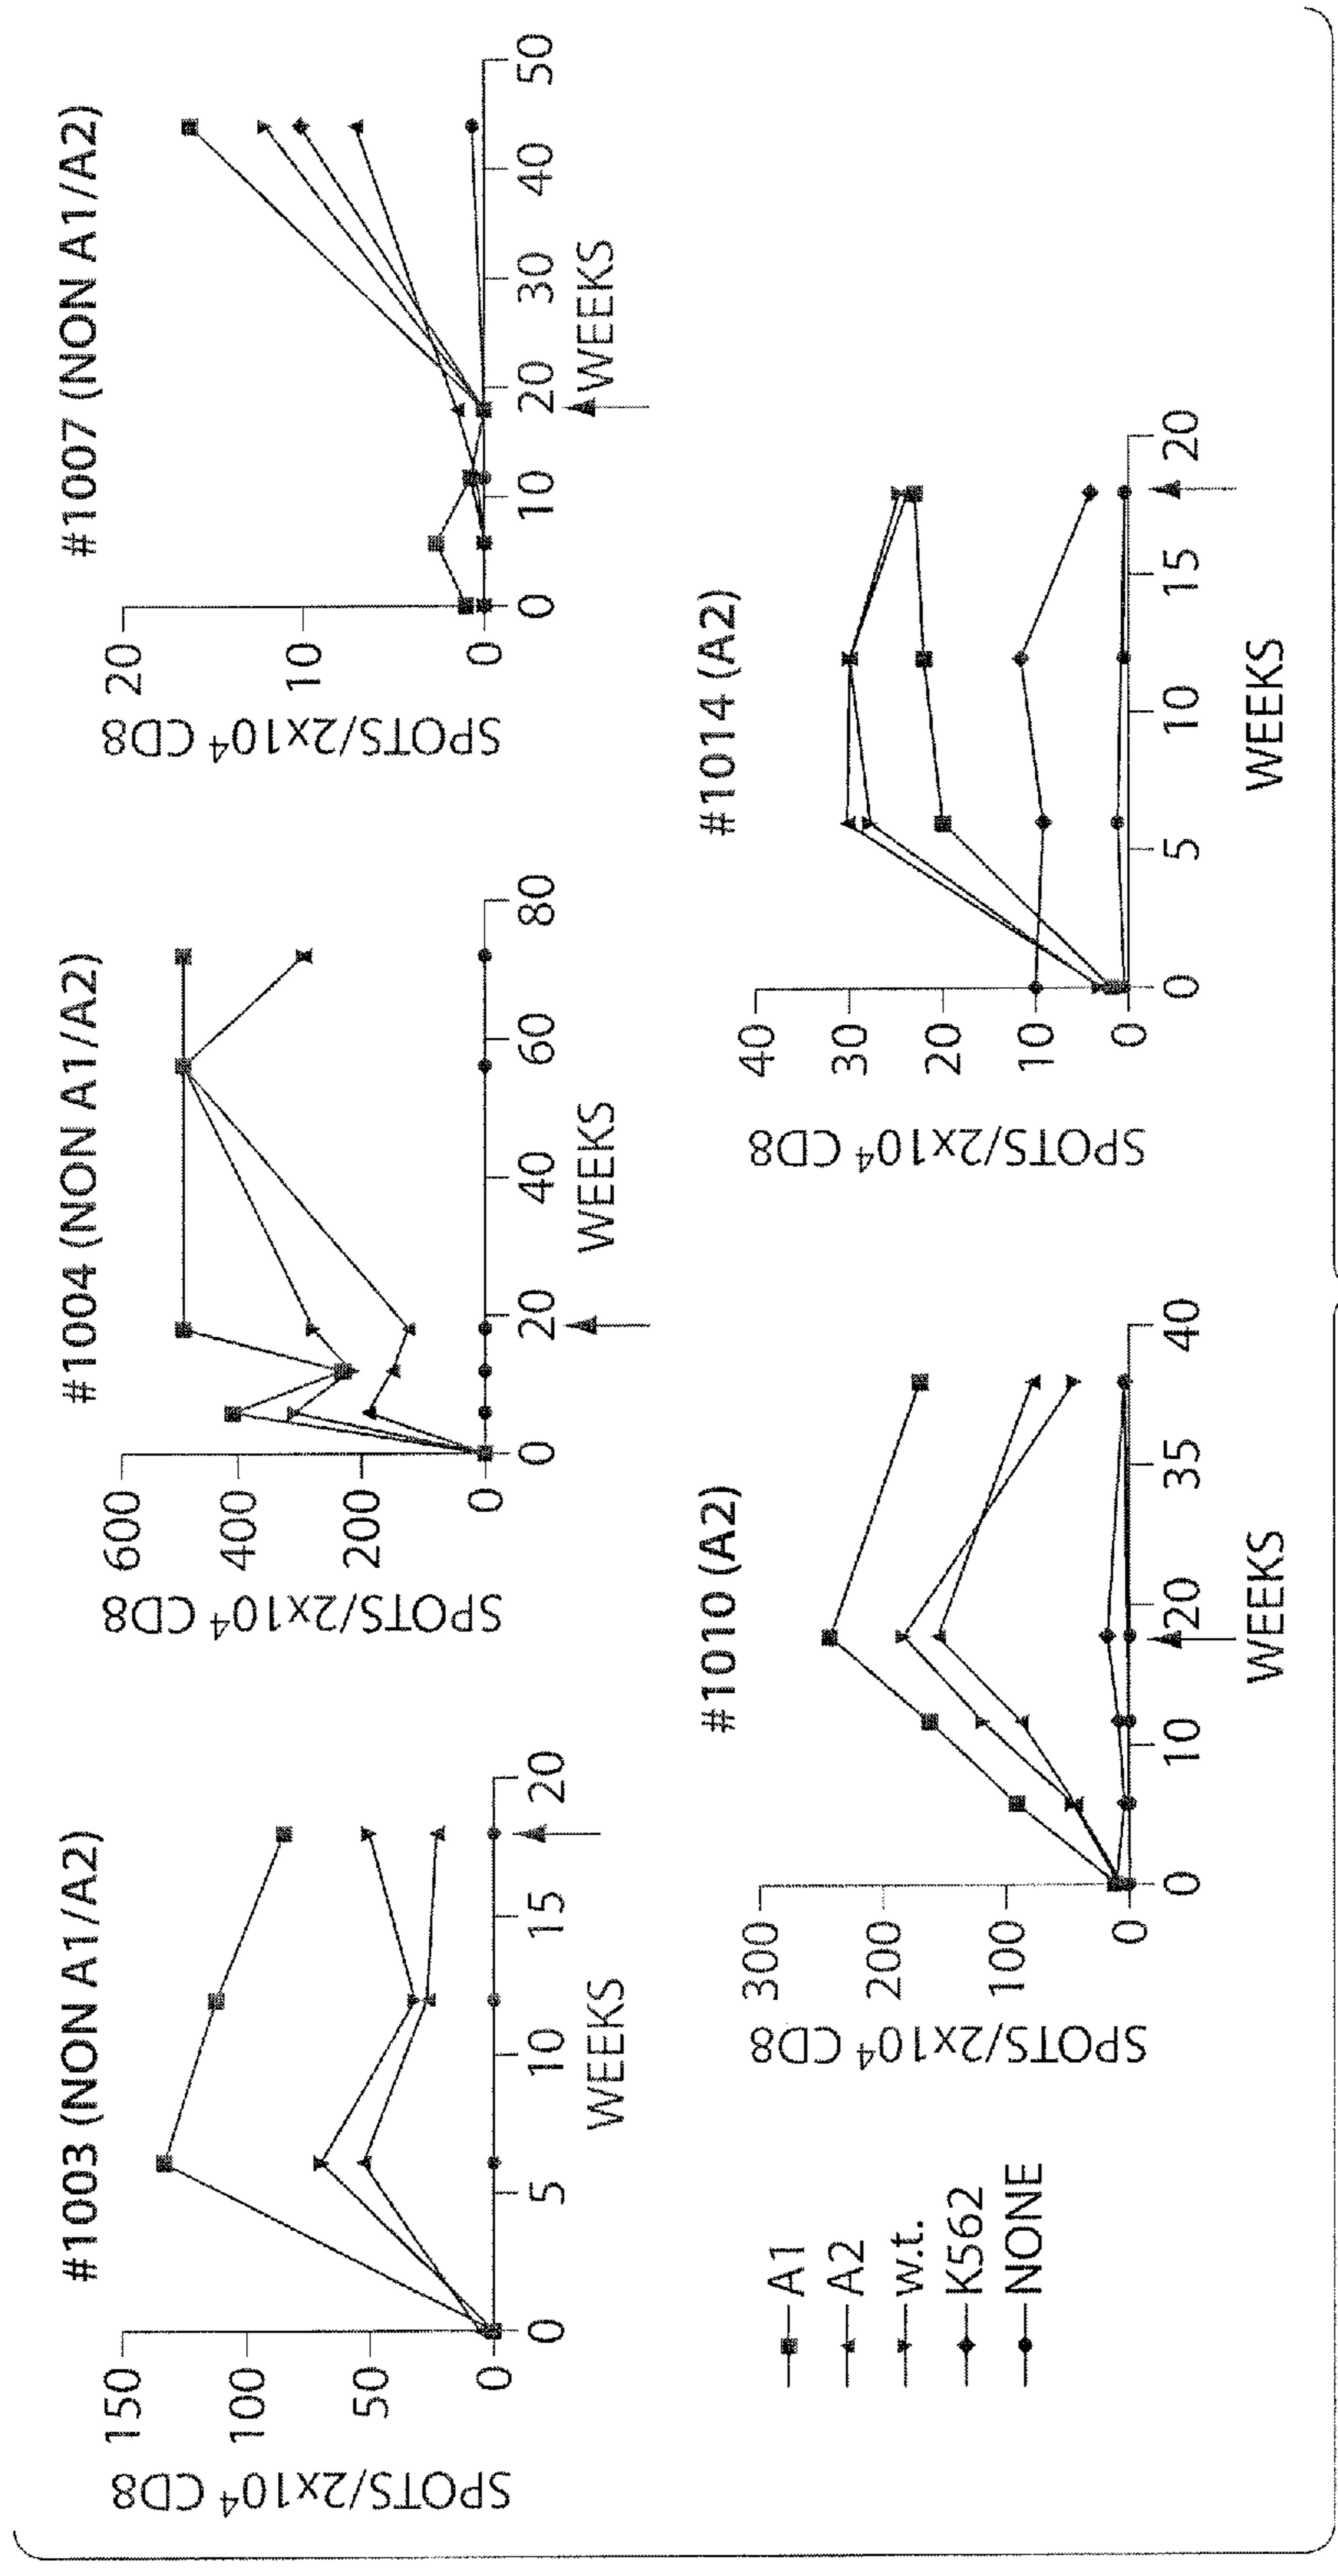 #1003 (NON A1/A2)
SPOTS/2x10⁴ CD8
150
100
50
0
0
5
10
15
20
WEEKS
#1004 (NON A1/A2)
SPOTS/2x10⁴ CD8
600
400
200
0
0
20
40
60
80
WEEKS
#1007 (NON A1/A2)
SPOTS/2x10⁴ CD8
20
10
0
0
10
20
30
40
50
WEEKS
A1
A2
w.t.
K562
NONE
#1010 (A2)
SPOTS/2x10⁴ CD8
300
200
100
0
0
10
20
35
40
WEEKS
#1014 (A2)
SPOTS/2x10⁴ CD8
40
30
20
10
0
0
5
10
15
20
WEEKS